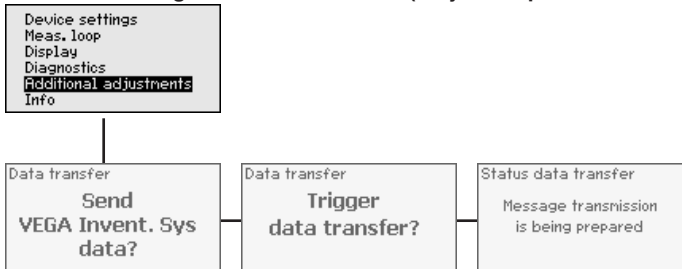 Device settings
Meas. loop
Display
Diagnostics
Additional adjustments
Info
Data transfer
Send
VEGA Invent. Sys
data?
Data transfer
Trigger
data transfer?
Status data transfer
Message transmission
is being prepared